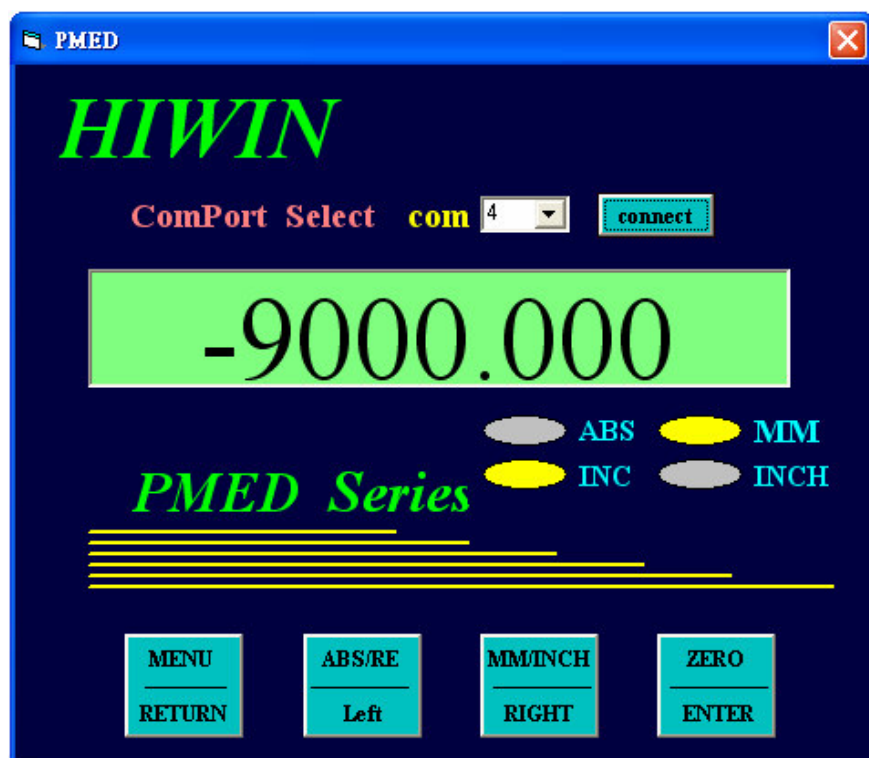 PMED
HIWIN
ComPort Select com 4 connect
-9000.000
ABS MM
INC INCH
PMED Series
MENU ABS/RE MM/INCH ZERO
RETURN Left RIGHT ENTER